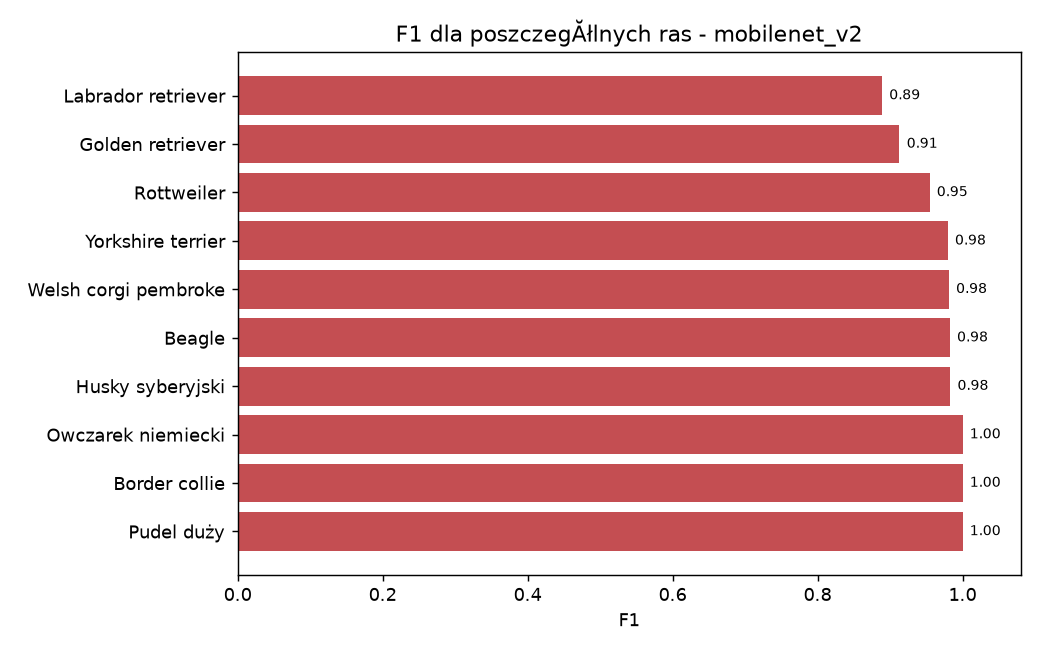 F1 dla poszczegĂłlnych ras - mobilenet_v2
Labrador retriever 0.89
Golden retriever 0.91
Rottweiler 0.95
Yorkshire terrier 0.98
Welsh corgi pembroke 0.98
Beagle 0.98
Husky syberyjski 0.98
Owczarek niemiecki 1.00
Border collie 1.00
Pudel duży 1.00
0.0 0.2 0.4 0.6 0.8 1.0
F1